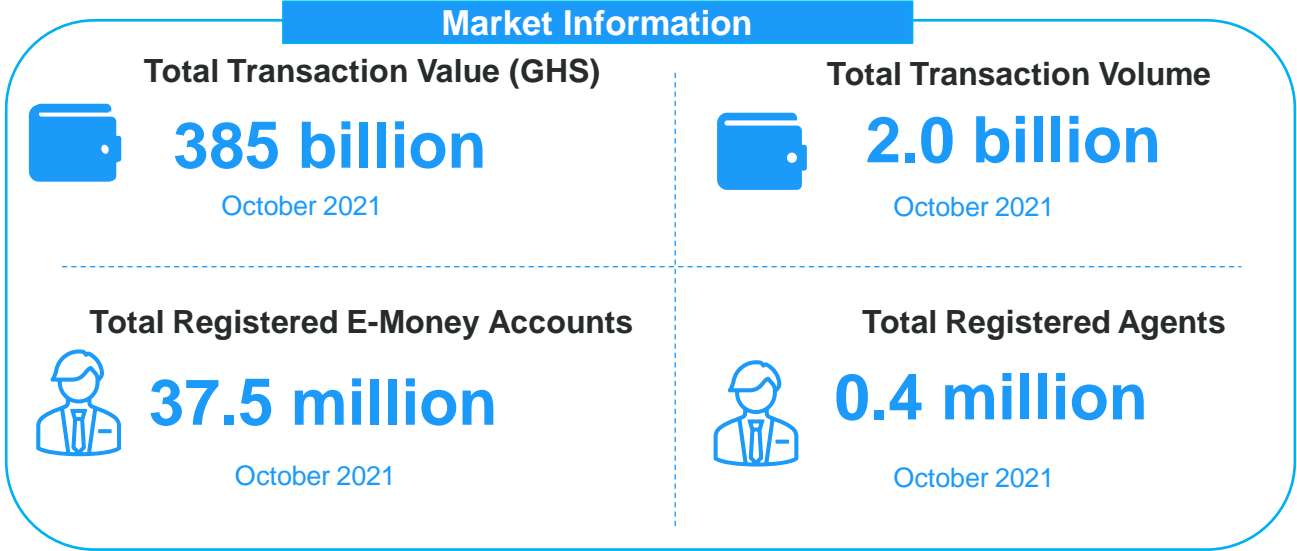 Market Information
Total Transaction Value (GHS)
385 billion
October 2021
Total Transaction Volume
2.0 billion
October 2021
Total Registered E-Money Accounts
37.5 million
October 2021
Total Registered Agents
0.4 million
October 2021